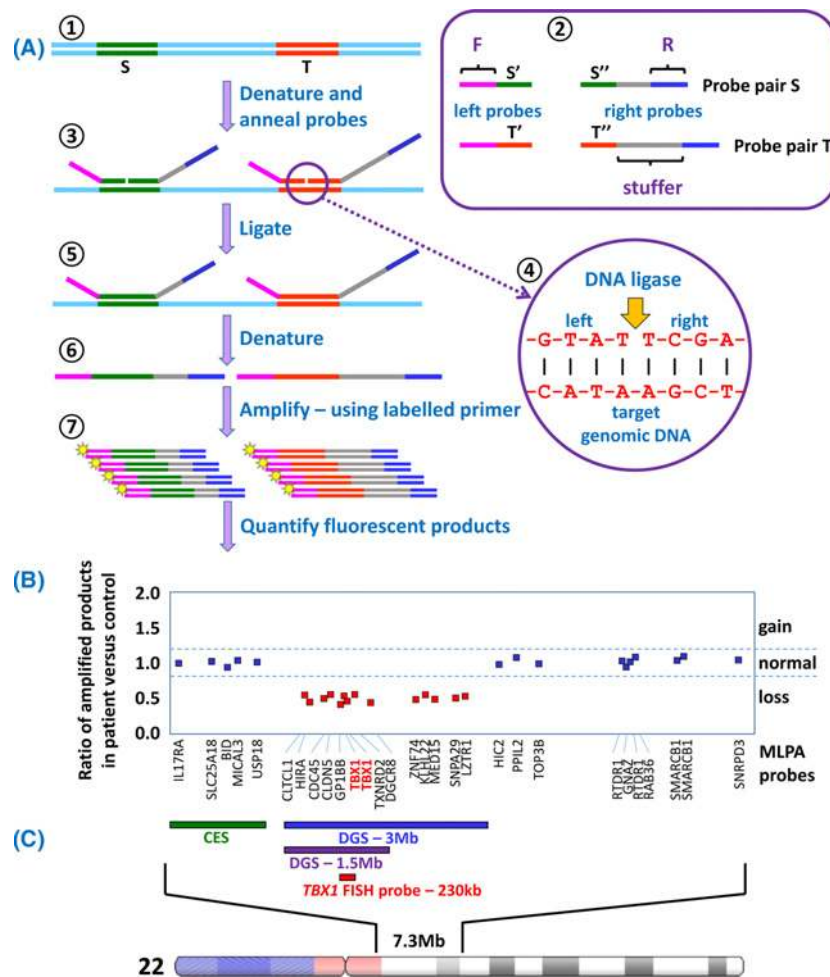 (A)
①
S
T
Denature and
anneal probes
②
F
R
S’
S’’
Probe pair S
left probes
right probes
T’
T’’
Probe pair T
stuffer
③
Ligate
④
DNA ligase
left
right
-G-T-A-T T-C-G-A-
-C-A-T-A-A-G-C-T-
target
genomic DNA
⑤
Denature
⑥
Amplify – using labelled primer
⑦
Quantify fluorescent products
(B)
Ratio of amplified products
in patient versus control
2.0
1.5
1.0
0.5
0.0
gain
normal
loss
MLPA
probes
IL17RA
SLC25A18
BID
MICAL3
USP18
CLTCL1
HIRA
CDC45
CLDN5
GP1BB
TBX1
TBX1
TXNRD2
DGCR8
ZNF74
KLHL22
MED15
SNPA29
LZTR1
HIC2
PPIL2
TOP3B
RTDR1
GNAZ
RTDR1
RAB36
SMARCB1
SMARCB1
SNRPD3
(C)
CES
DGS – 3Mb
DGS – 1.5Mb
TBX1 FISH probe – 230kb
7.3Mb
22